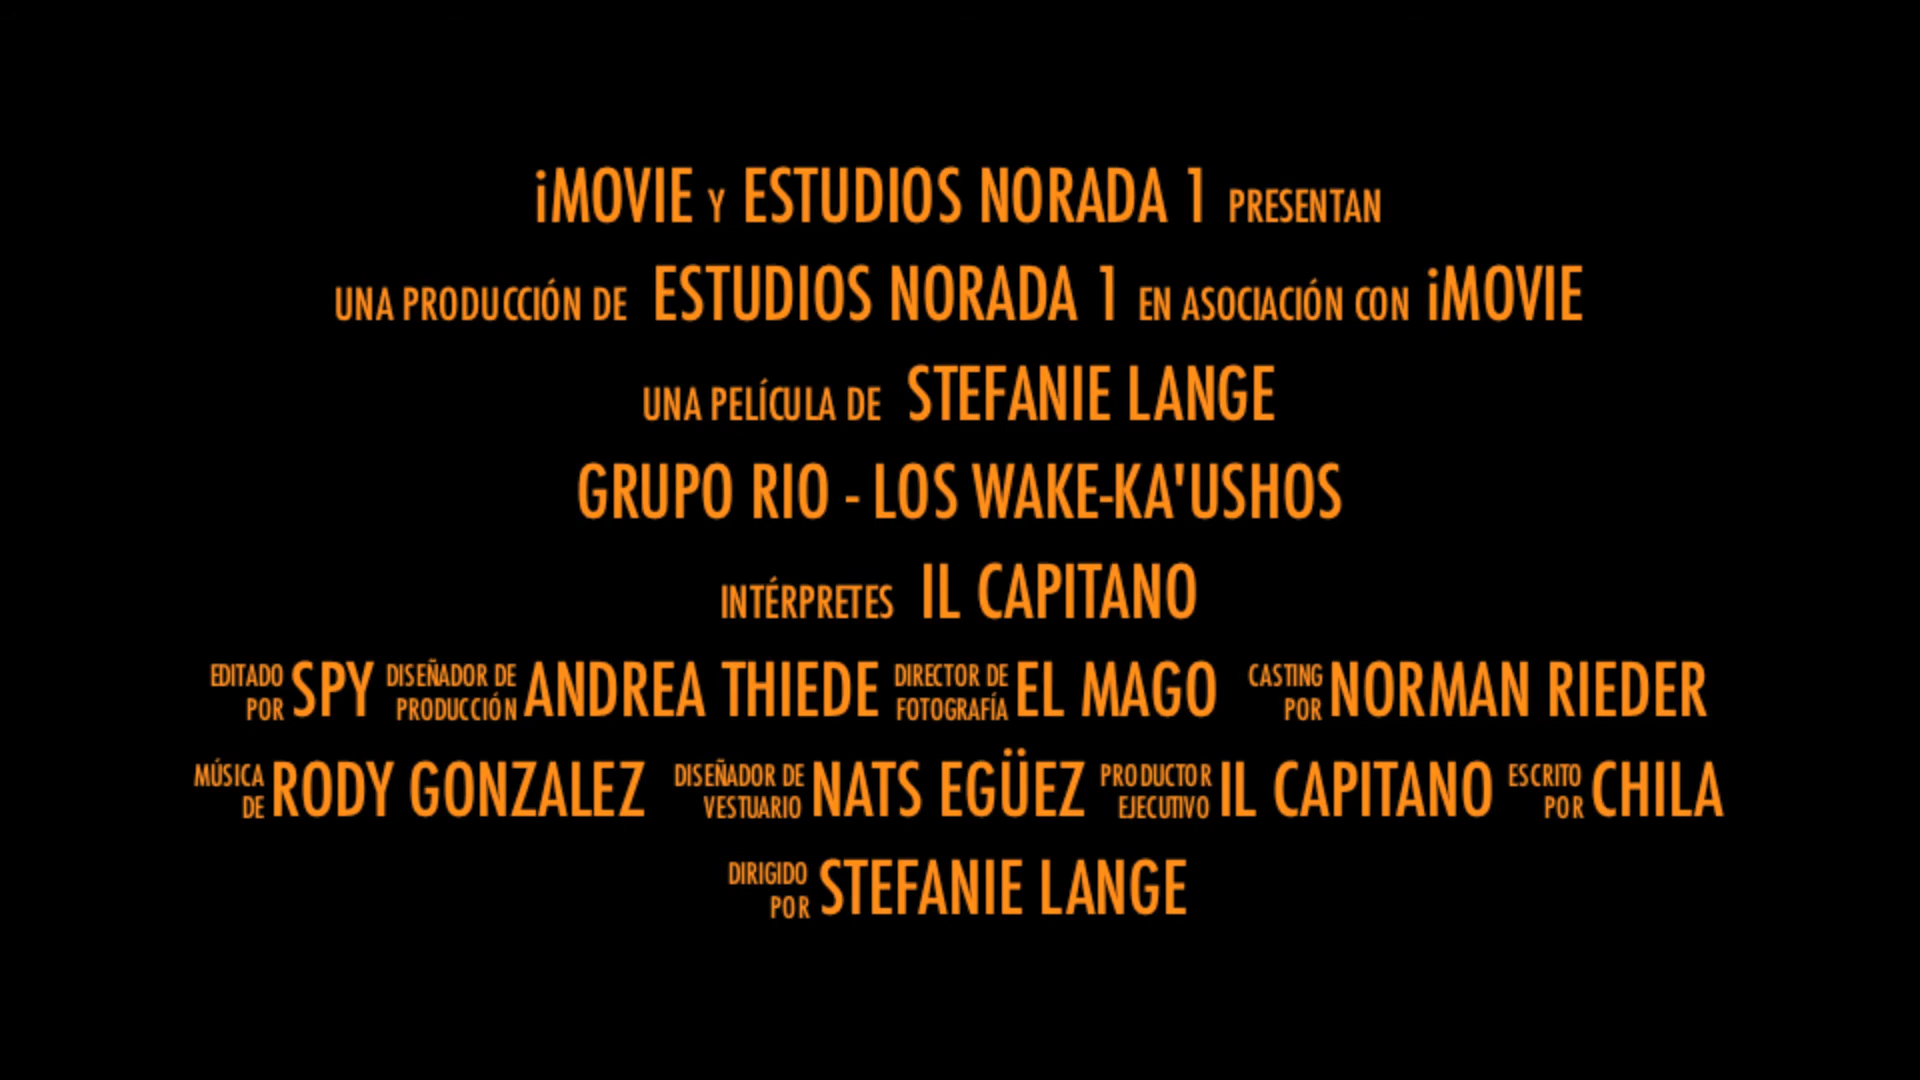 iMOVIE Y ESTUDIOS NORADA 1 PRESENTAN
UNA PRODUCCIÓN DE ESTUDIOS NORADA 1 EN ASOCIACIÓN CON iMOVIE
UNA PELÍCULA DE STEFANIE LANGE
GRUPO RIO - LOS WAKE-KA'USHOS
INTÉRPRETES IL CAPITANO
EDITADO POR SPY DISEÑADOR DE PRODUCCIÓN ANDREA THIEDE DIRECTOR DE FOTOGRAFÍA EL MAGO CASTING POR NORMAN RIEDER
MÚSICA DE RODY GONZALEZ DISEÑADOR DE VESTUARIO NATS EGÜEZ PRODUCTOR EJECUTIVO IL CAPITANO ESCRITO POR CHILA
DIRIGIDO POR STEFANIE LANGE